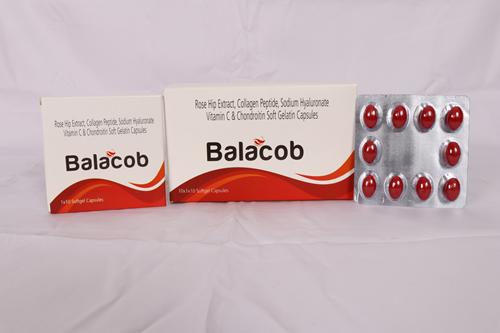 Rose Hip Extract, Collagen Peptide, Sodium Hyaluronate
Vitamin C & Chondroitin Soft Gelatin Capsules
Balacob
1x10 Softgel Capsules
Rose Hip Extract, Collagen Peptide, Sodium Hyaluronate
Vitamin C & Chondroitin Soft Gelatin Capsules
Balacob
10x1x10 Softgel Capsules